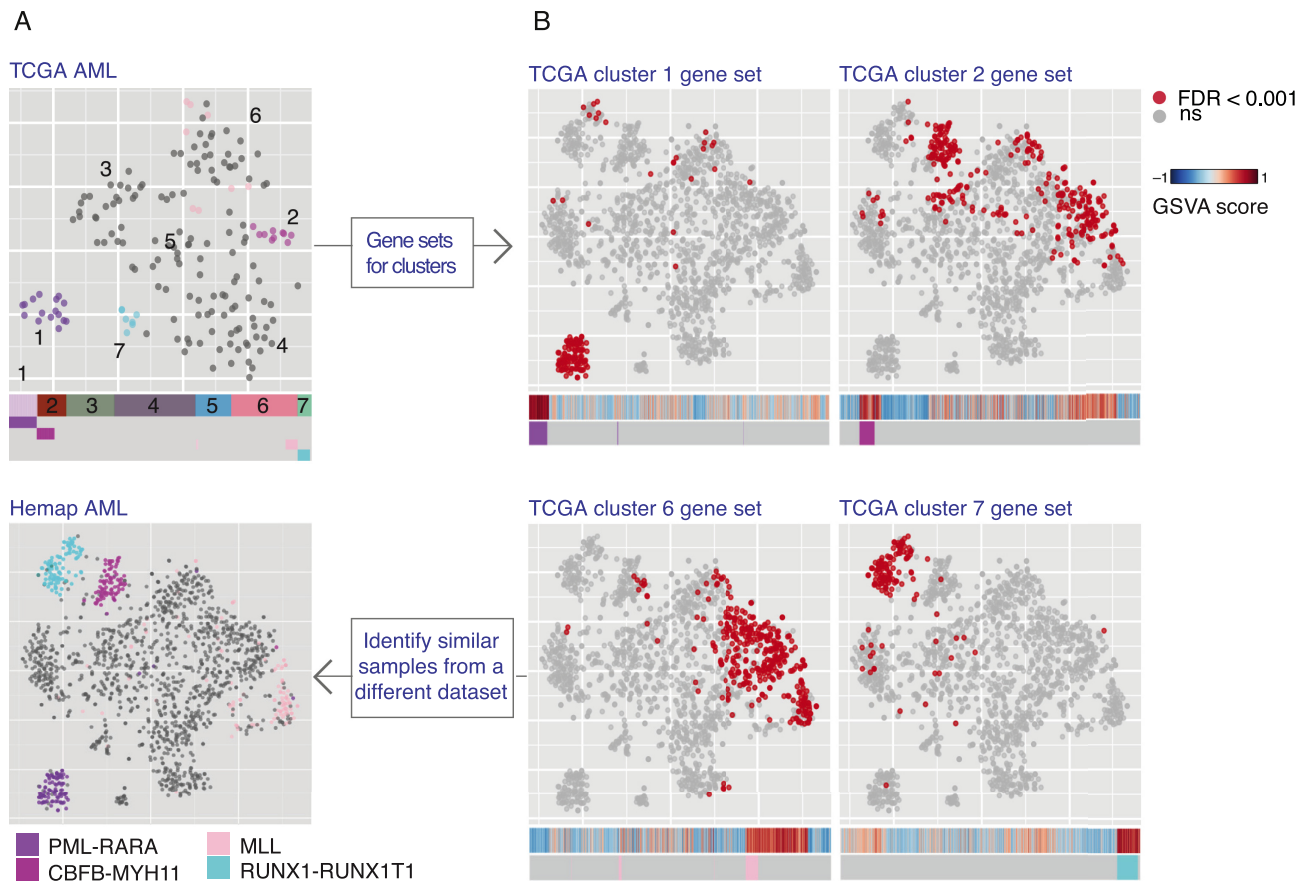 A
B
TCGA AML
6
3
2
5
1
7
4
1
2 3 4 5 6 7
Gene sets
for clusters
TCGA cluster 1 gene set
TCGA cluster 2 gene set
FDR < 0.001
ns
−1 1
GSVA score
Hemap AML
PML-RARA
CBFB-MYH11
MLL
RUNX1-RUNX1T1
Identify similar
samples from a
different dataset
TCGA cluster 6 gene set
TCGA cluster 7 gene set